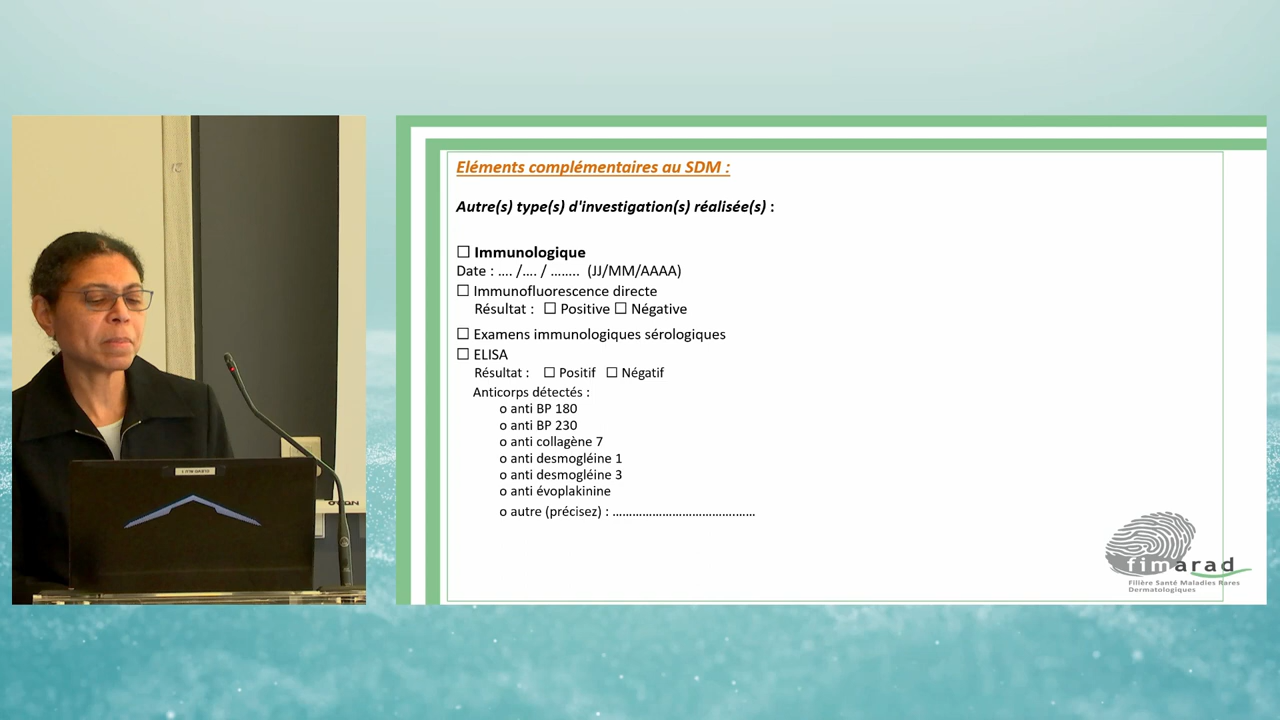 Eléments complémentaires au SDM :
Autre(s) type(s) d'investigation(s) réalisée(s) :
☐ Immunologique
Date : .... /.... / ........ (JJ/MM/AAAA)
☐ Immunofluorescence directe
Résultat : ☐ Positive ☐ Négative
☐ Examens immunologiques sérologiques
☐ ELISA
Résultat : ☐ Positif ☐ Négatif
Anticorps détectés :
o anti BP 180
o anti BP 230
o anti collagène 7
o anti desmogléine 1
o anti desmogléine 3
o anti évoplakinine
o autre (précisez) : ……………………………………
fimarad
Filière Santé Maladies Rares
Dermatologiques